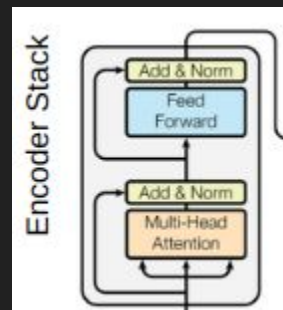 Encoder Stack
Add & Norm
Feed
Forward
Add & Norm
Multi-Head
Attention